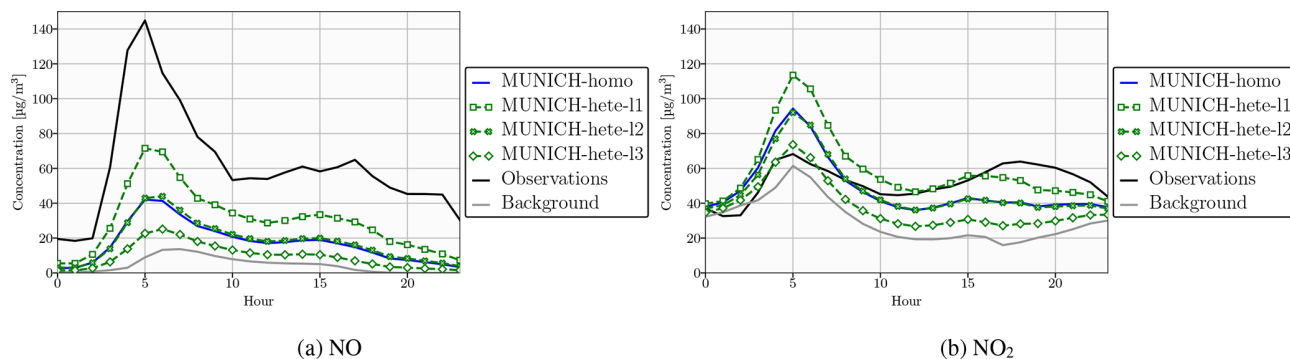 140
120
100
80
60
40
20
0
Concentration [µg/m³]
0 5 10 15 20
Hour
MUNICH-homo
MUNICH-hete-l1
MUNICH-hete-l2
MUNICH-hete-l3
Observations
Background
(a) NO
140
120
100
80
60
40
20
0
Concentration [µg/m³]
0 5 10 15 20
Hour
MUNICH-homo
MUNICH-hete-l1
MUNICH-hete-l2
MUNICH-hete-l3
Observations
Background
(b) NO₂